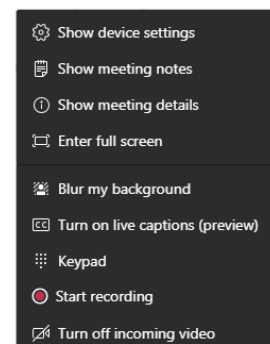 Show device settings
Show meeting notes
Show meeting details
Enter full screen
Blur my background
CC Turn on live captions (preview)
Keypad
Start recording
Turn off incoming video